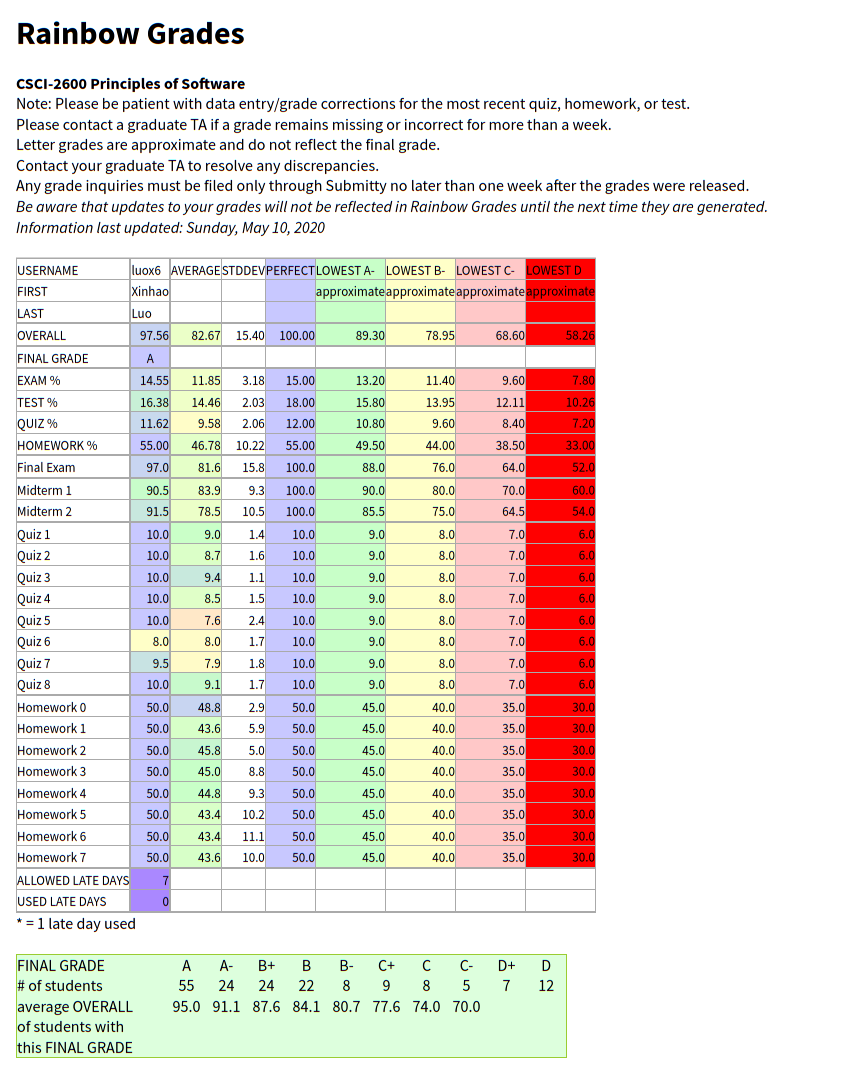 Rainbow Grades
CSCI-2600 Principles of Software
Note: Please be patient with data entry/grade corrections for the most recent quiz, homework, or test.
Please contact a graduate TA if a grade remains missing or incorrect for more than a week.
Letter grades are approximate and do not reflect the final grade.
Contact your graduate TA to resolve any discrepancies.
Any grade inquiries must be filed only through Submitty no later than one week after the grades were released.
Be aware that updates to your grades will not be reflected in Rainbow Grades until the next time they are generated.
Information last updated: Sunday, May 10, 2020
USERNAME luox6 AVERAGE STDDEV PERFECT LOWEST A- LOWEST B- LOWEST C- LOWEST D
FIRST Xinhao approximate approximate approximate approximate
LAST Luo
OVERALL 97.56 82.67 15.40 100.00 89.30 78.95 68.60 58.26
FINAL GRADE A
EXAM % 14.55 11.85 3.18 15.00 13.20 11.40 9.60 7.80
TEST % 16.38 14.46 2.03 18.00 15.80 13.95 12.11 10.26
QUIZ % 11.62 9.58 2.06 12.00 10.80 9.60 8.40 7.20
HOMEWORK % 55.00 46.78 10.22 55.00 49.50 44.00 38.50 33.00
Final Exam 97.0 81.6 15.8 100.0 88.0 76.0 64.0 52.0
Midterm 1 90.5 83.9 9.3 100.0 90.0 80.0 70.0 60.0
Midterm 2 91.5 78.5 10.5 100.0 85.5 75.0 64.5 54.0
Quiz 1 10.0 9.0 1.4 10.0 9.0 8.0 7.0 6.0
Quiz 2 10.0 8.7 1.6 10.0 9.0 8.0 7.0 6.0
Quiz 3 10.0 9.4 1.1 10.0 9.0 8.0 7.0 6.0
Quiz 4 10.0 8.5 1.5 10.0 9.0 8.0 7.0 6.0
Quiz 5 10.0 7.6 2.4 10.0 9.0 8.0 7.0 6.0
Quiz 6 8.0 8.0 1.7 10.0 9.0 8.0 7.0 6.0
Quiz 7 9.5 7.9 1.8 10.0 9.0 8.0 7.0 6.0
Quiz 8 10.0 9.1 1.7 10.0 9.0 8.0 7.0 6.0
Homework 0 50.0 48.8 2.9 50.0 45.0 40.0 35.0 30.0
Homework 1 50.0 43.6 5.9 50.0 45.0 40.0 35.0 30.0
Homework 2 50.0 45.8 5.0 50.0 45.0 40.0 35.0 30.0
Homework 3 50.0 45.0 8.8 50.0 45.0 40.0 35.0 30.0
Homework 4 50.0 44.8 9.3 50.0 45.0 40.0 35.0 30.0
Homework 5 50.0 43.4 10.2 50.0 45.0 40.0 35.0 30.0
Homework 6 50.0 43.4 11.1 50.0 45.0 40.0 35.0 30.0
Homework 7 50.0 43.6 10.0 50.0 45.0 40.0 35.0 30.0
ALLOWED LATE DAYS 7
USED LATE DAYS 0
* = 1 late day used
FINAL GRADE A A- B+ B B- C+ C C- D+ D
# of students 55 24 24 22 8 9 8 5 7 12
average OVERALL 95.0 91.1 87.6 84.1 80.7 77.6 74.0 70.0
of students with
this FINAL GRADE